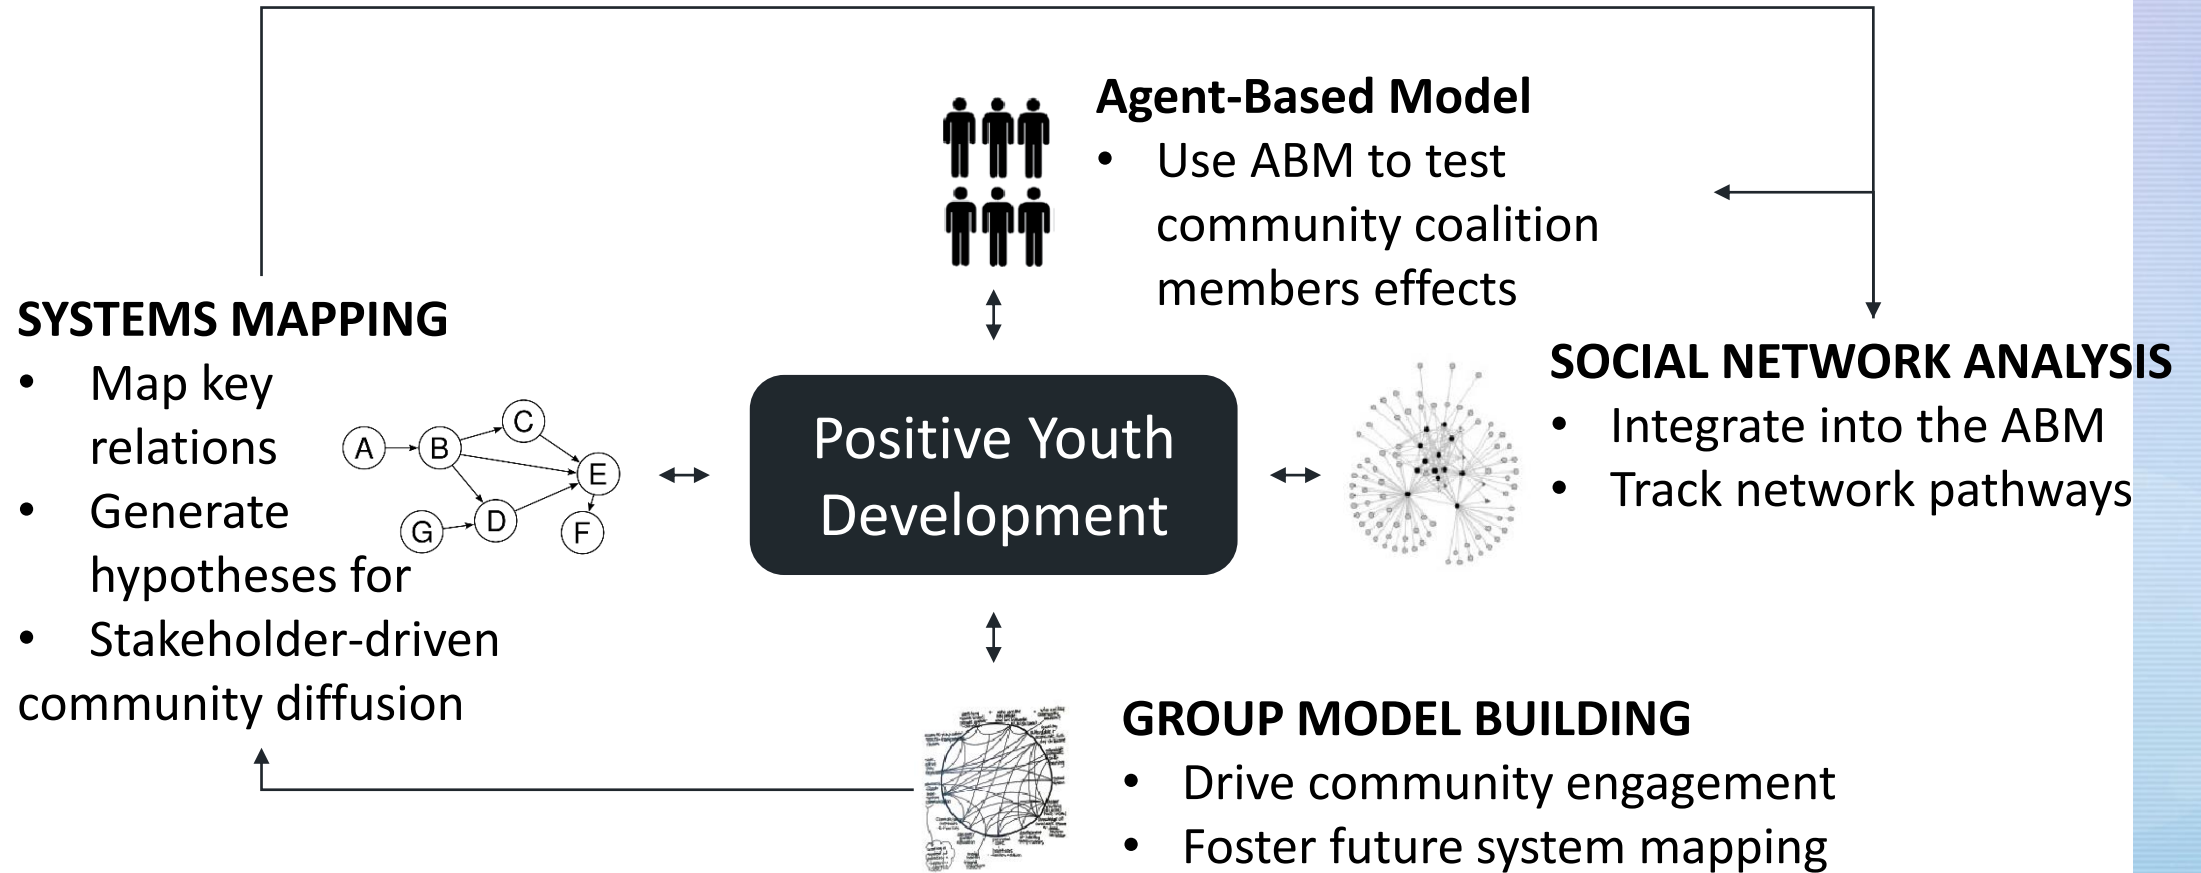 Agent-Based Model
• Use ABM to test
community coalition
members effects
SYSTEMS MAPPING
• Map key
relations
• Generate
hypotheses for
• Stakeholder-driven
community diffusion
A
B
C
D
E
F
G
Positive Youth
Development
SOCIAL NETWORK ANALYSIS
• Integrate into the ABM
• Track network pathways
GROUP MODEL BUILDING
• Drive community engagement
• Foster future system mapping